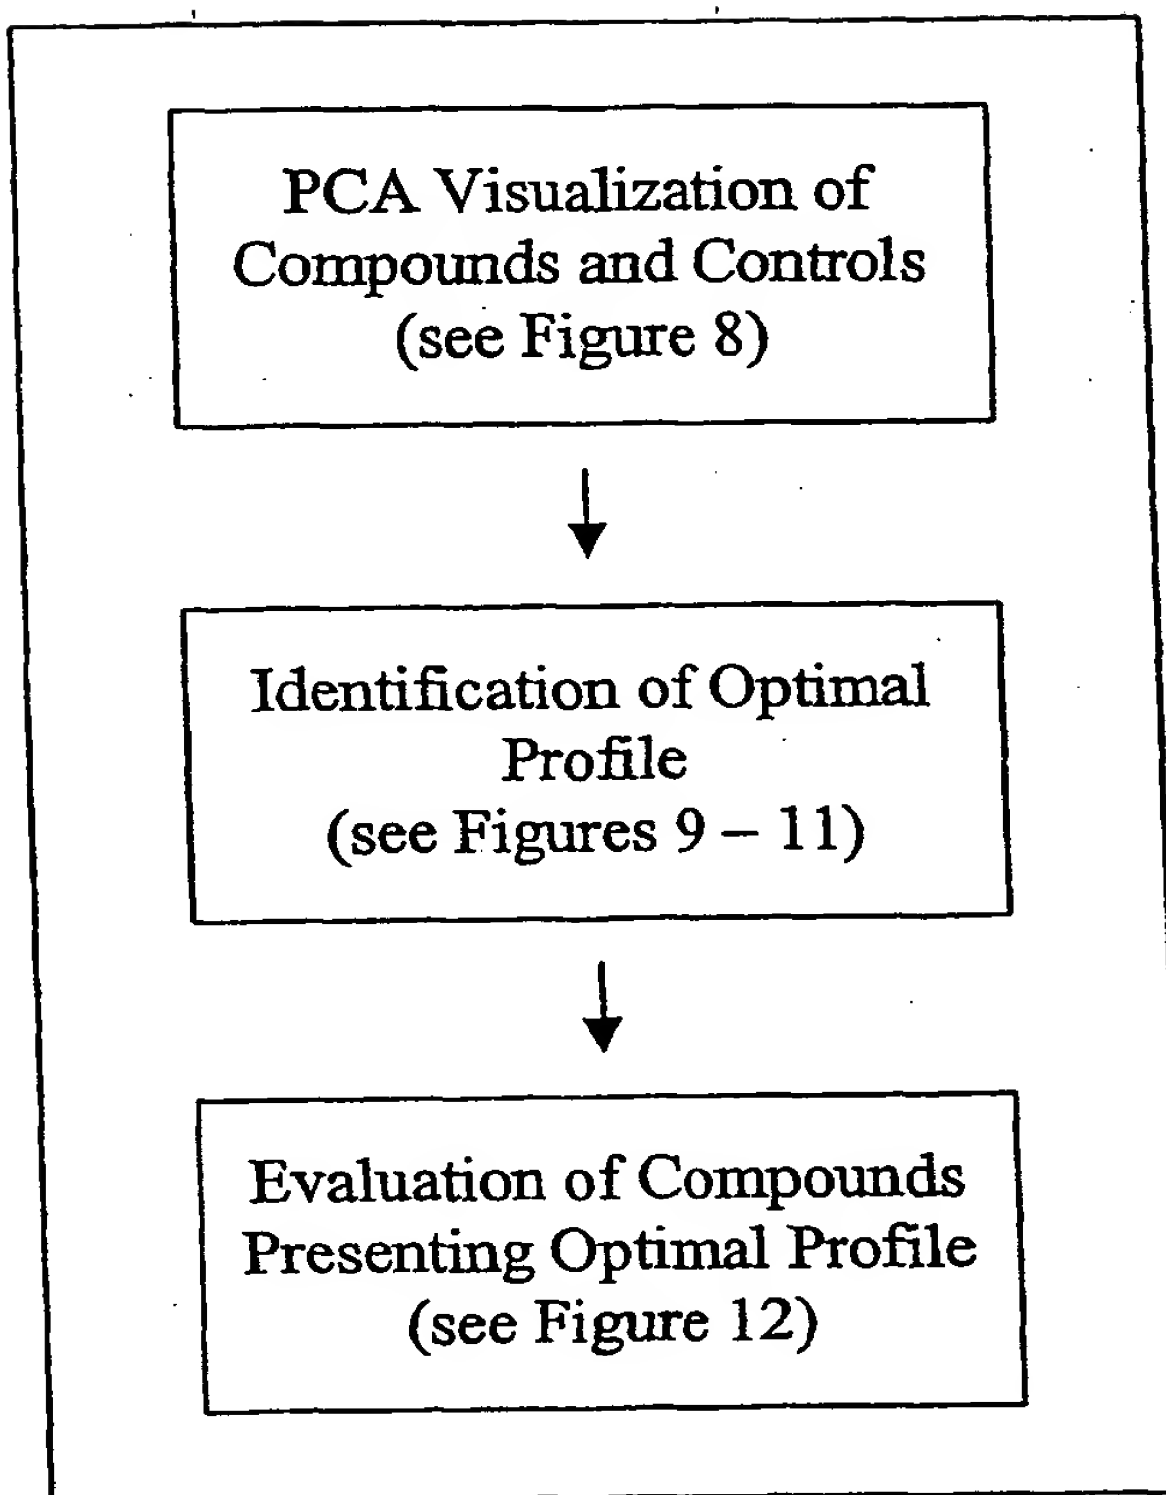 PCA Visualization of
Compounds and Controls
(see Figure 8)
Identification of Optimal
Profile
(see Figures 9 – 11)
Evaluation of Compounds
Presenting Optimal Profile
(see Figure 12)